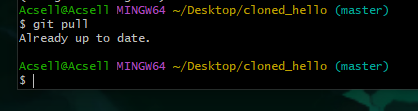 Acsell@Acsell MINGW64 ~/Desktop/cloned_hello (master)
$ git pull
Already up to date.
Acsell@Acsell MINGW64 ~/Desktop/cloned_hello (master)
$